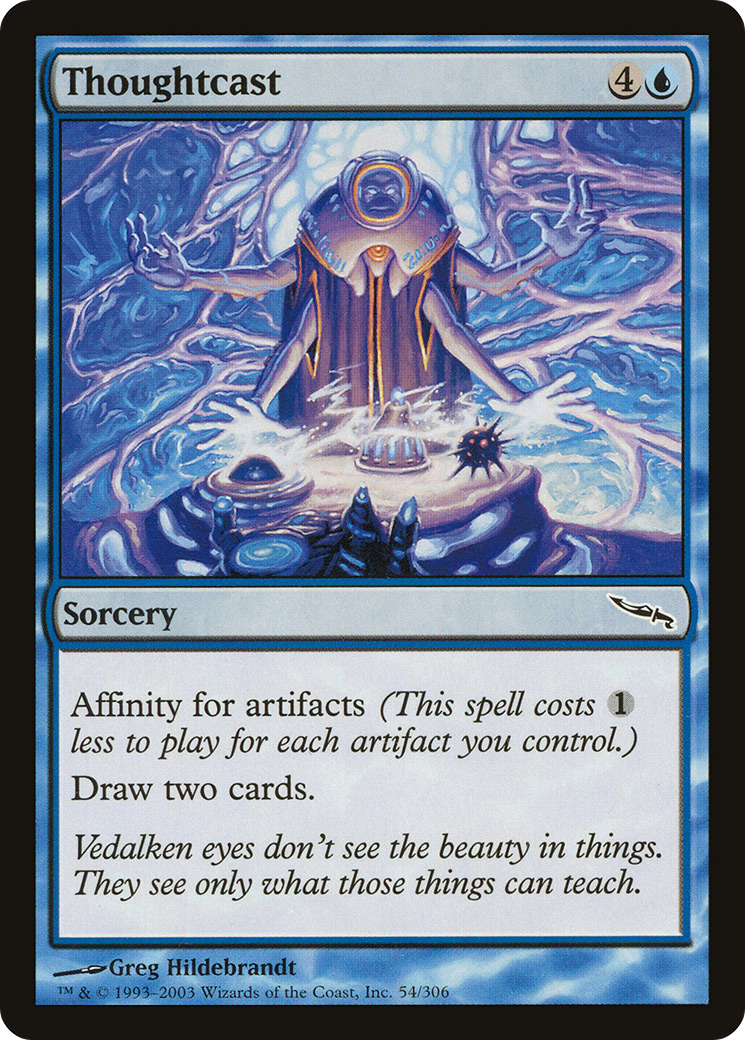 Thoughtcast 4
Sorcery
Affinity for artifacts (This spell costs 1
less to play for each artifact you control.)
Draw two cards.
Vedalken eyes don't see the beauty in things.
They see only what those things can teach.
Greg Hildebrandt
™ & © 1993–2003 Wizards of the Coast, Inc. 54/306